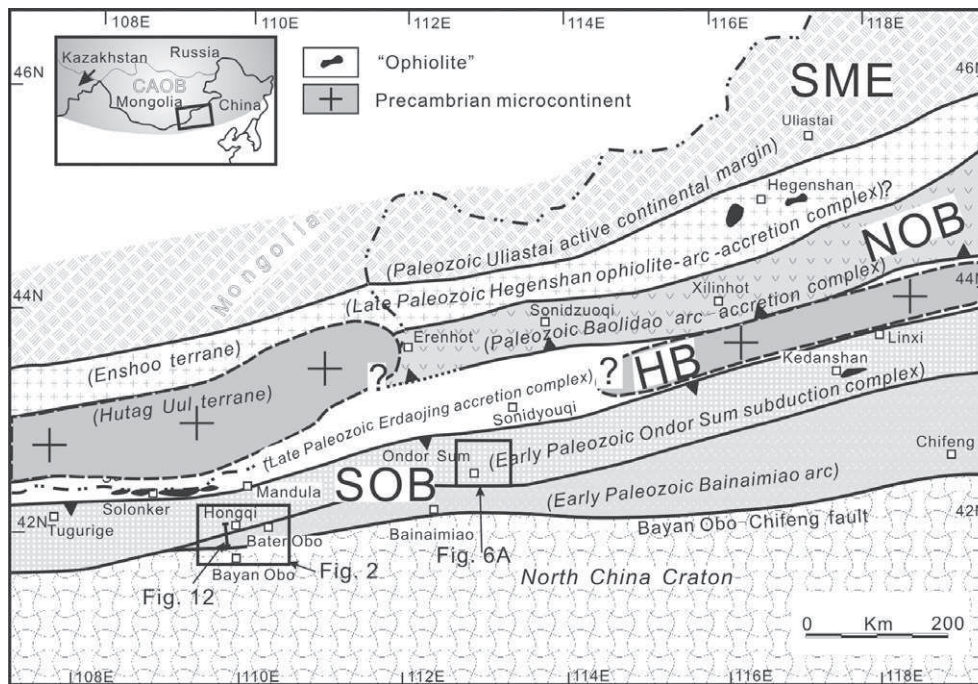 108E
110E
112E
114E
116E
118E
46N
46N
Russia
Kazakhstan
CAOB
Mongolia
China
"Ophiolite"
Precambrian microcontinent
SME
Uliastai
Hegenshan
(Paleozoic Uliastai active continental margin)
(Late Paleozoic Hegenshan ophiolite-arc-accretion complex)?
NOB
Mongolia
44N
44N
Xilinhot
Sonidzuoqi
(Paleozoic Baolidao arc-accretion complex)
Erenhot
(Enshoo terrane)
(Hutag Uul terrane)
?
?
HB
Linxi
Kedanshan
(Late Paleozoic Erdaojing accretion complex)
Sonidyouqi
(Early Paleozoic Ondor Sum subduction complex)
Ondor Sum
SOB
Chifeng
Mandula
Solonker
(Early Paleozoic Bainaimiao arc)
42N
42N
Tugurige
Hongqi
Bater Obo
Bainaimiao
Bayan Obo Chifeng fault
Bayan Obo
Fig. 2
Fig. 6A
Fig. 12
North China Craton
0 Km 200
108E
110E
112E
114E
116E
118E